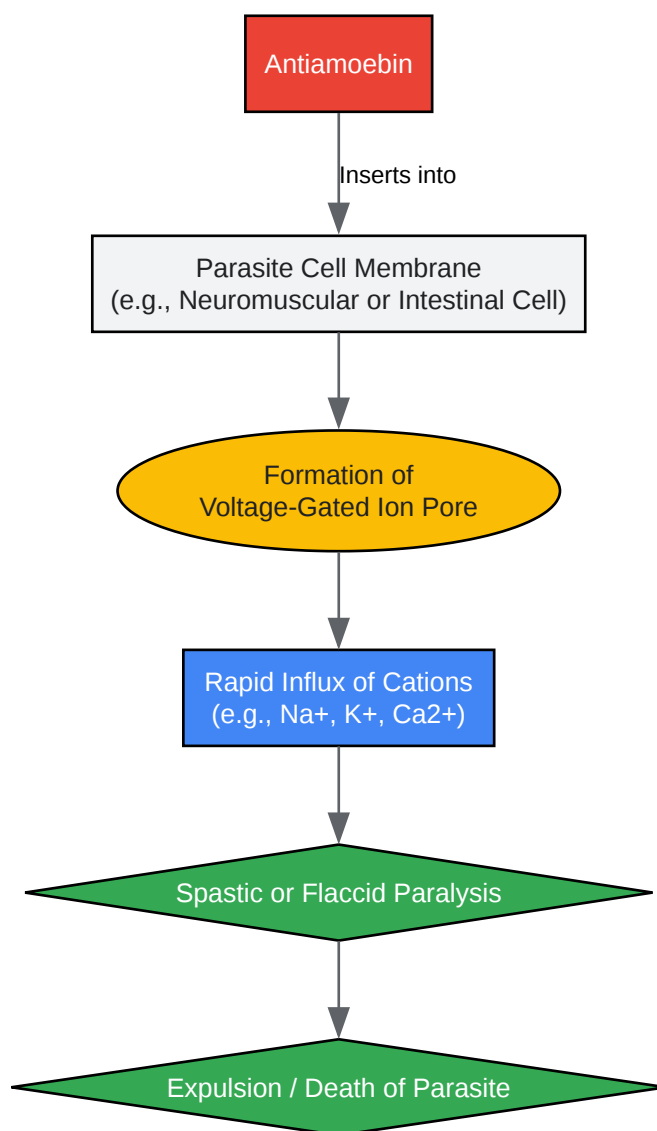 Antiamoebin
Inserts into
Parasite Cell Membrane
(e.g., Neuromuscular or Intestinal Cell)
Formation of
Voltage-Gated Ion Pore
Rapid Influx of Cations
(e.g., Na+, K+, Ca2+)
Spastic or Flaccid Paralysis
Expulsion / Death of Parasite